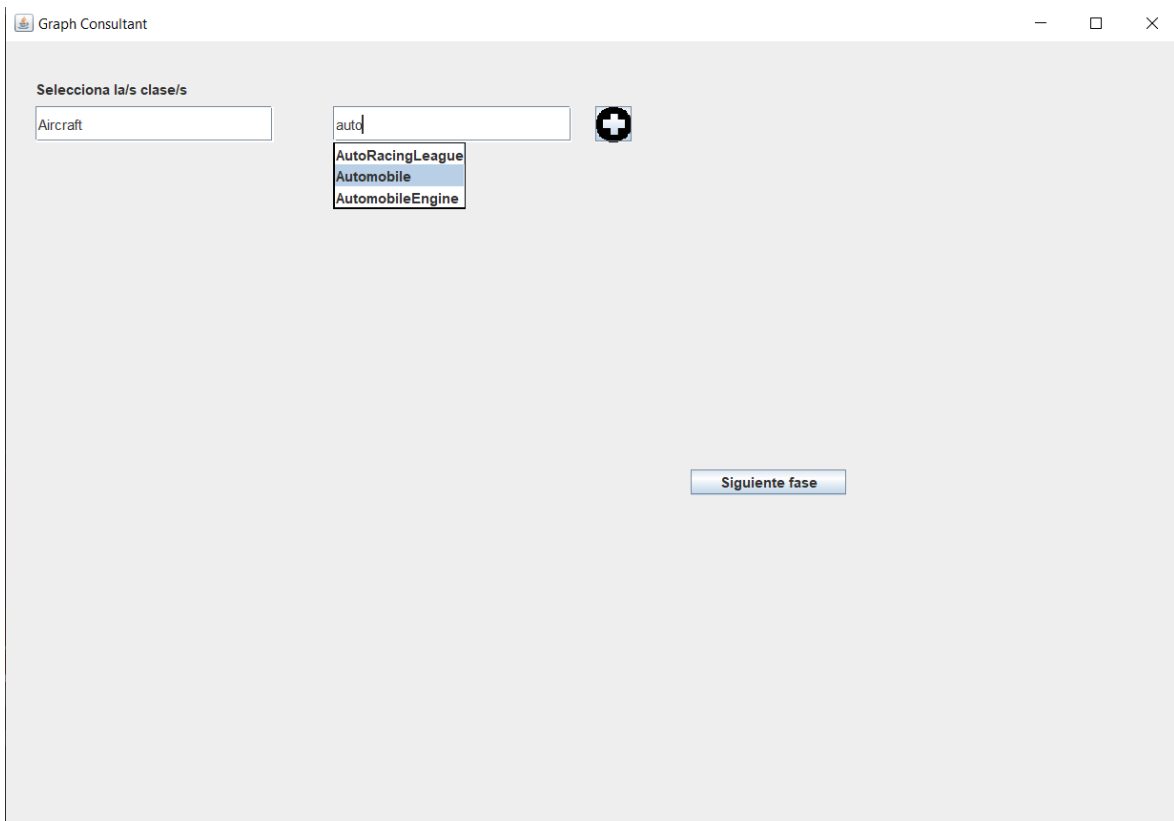 Graph Consultant
Selecciona la/s clase/s
Aircraft
auto
AutoRacingLeague
Automobile
AutomobileEngine
Siguiente fase